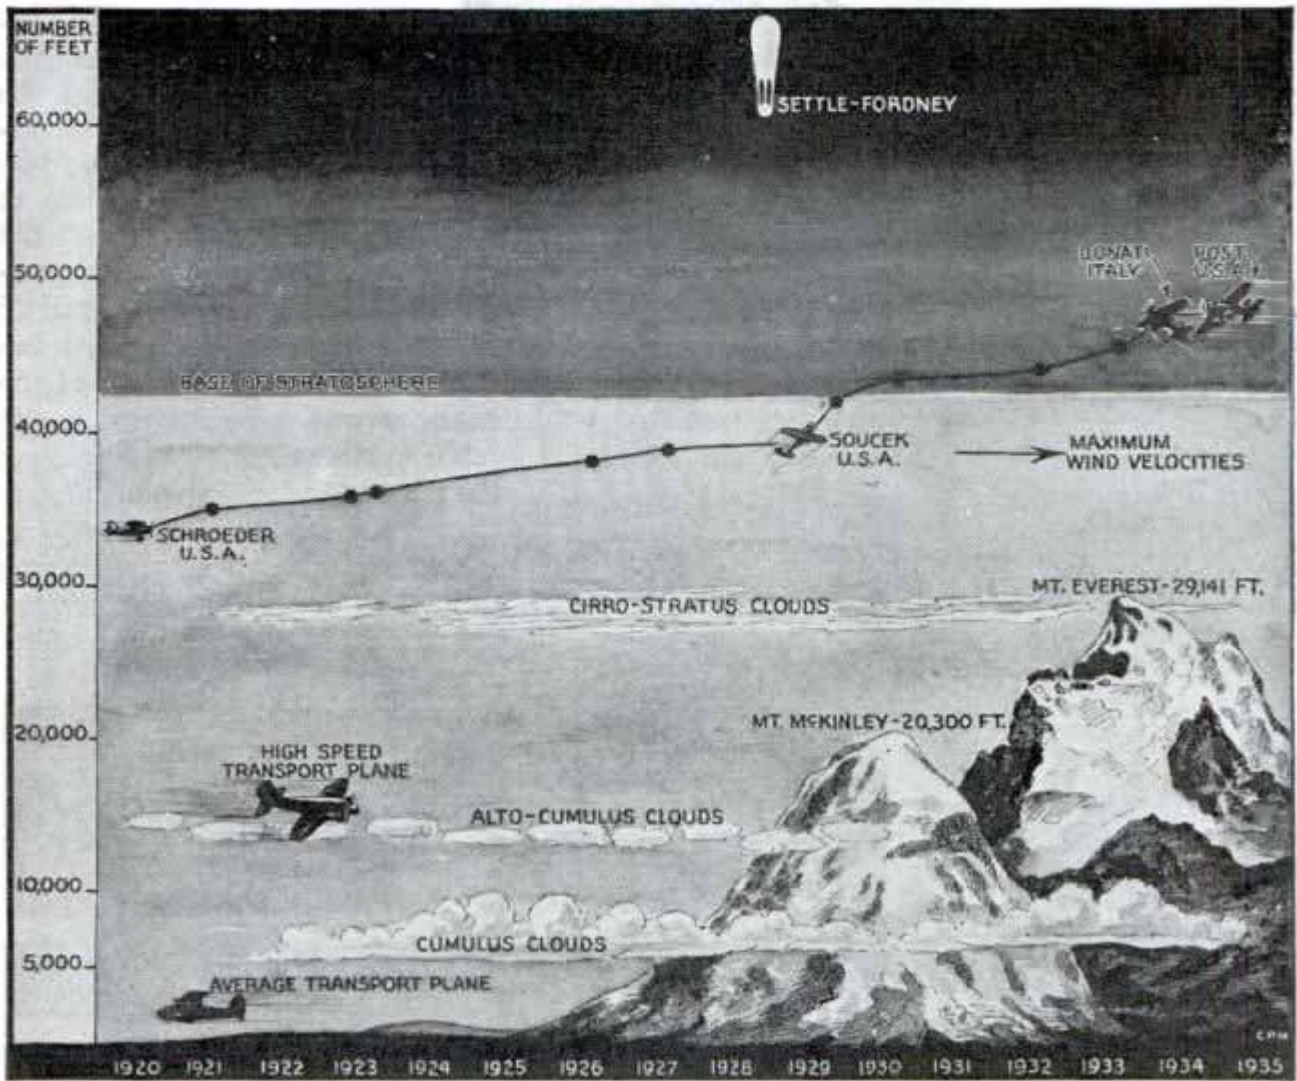 NUMBER
OF FEET
SETTLE-FORDNEY
60,000
DONATI
ITALY
POST
U.S.A.
50,000
BASE OF STRATOSPHERE
40,000
SOUCEK
U.S.A.
MAXIMUM
WIND VELOCITIES
SCHROEDER
U.S.A.
30,000
MT. EVEREST-29,141 FT.
CIRRO-STRATUS CLOUDS
MT. McKINLEY-20,300 FT.
20,000
HIGH SPEED
TRANSPORT PLANE
ALTO-CUMULUS CLOUDS
10,000
CUMULUS CLOUDS
5,000
AVERAGE TRANSPORT PLANE
1920 1921 1922 1923 1924 1925 1926 1927 1928 1929 1930 1931 1932 1933 1934 1935